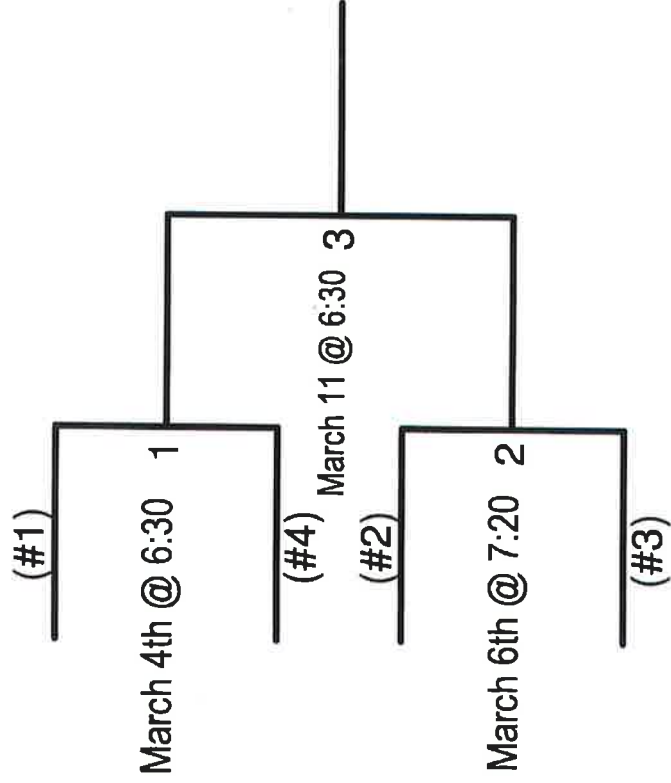 (#1)
March 4th @ 6:30 1
(#4)
March 11 @ 6:30 3
(#2)
March 6th @ 7:20 2
(#3)